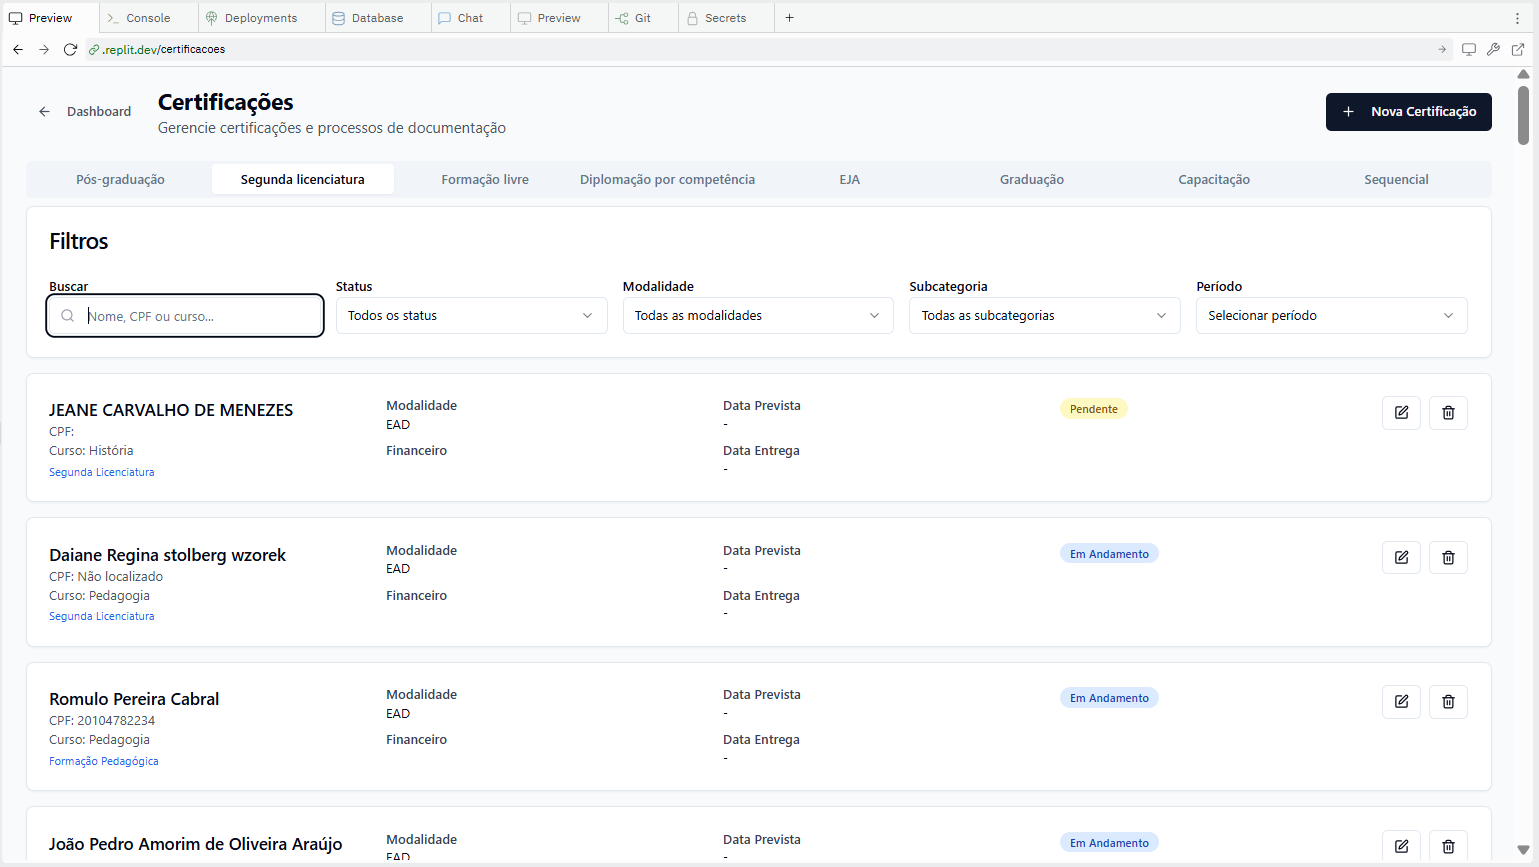 Preview
Console
Deployments
Database
Chat
Preview
Git
Secrets
.replit.dev/certificacoes
Dashboard
Certificações
Gerencie certificações e processos de documentação
Nova Certificação
Pós-graduação
Segunda licenciatura
Formação livre
Diplomação por competência
EJA
Graduação
Capacitação
Sequencial
Filtros
Buscar
Status
Modalidade
Subcategoria
Período
Nome, CPF ou curso...
Todos os status
Todas as modalidades
Todas as subcategorias
Selecionar período
JEANE CARVALHO DE MENEZES
CPF:
Curso: História
Segunda Licenciatura
Modalidade
EAD
Financeiro
Data Prevista
-
Data Entrega
-
Pendente
Daiane Regina stolberg wzorek
CPF: Não localizado
Curso: Pedagogia
Segunda Licenciatura
Modalidade
EAD
Financeiro
Data Prevista
-
Data Entrega
-
Em Andamento
Romulo Pereira Cabral
CPF: 20104782234
Curso: Pedagogia
Formação Pedagógica
Modalidade
EAD
Financeiro
Data Prevista
-
Data Entrega
-
Em Andamento
João Pedro Amorim de Oliveira Araújo
Modalidade
EAD
Data Prevista
-
Em Andamento